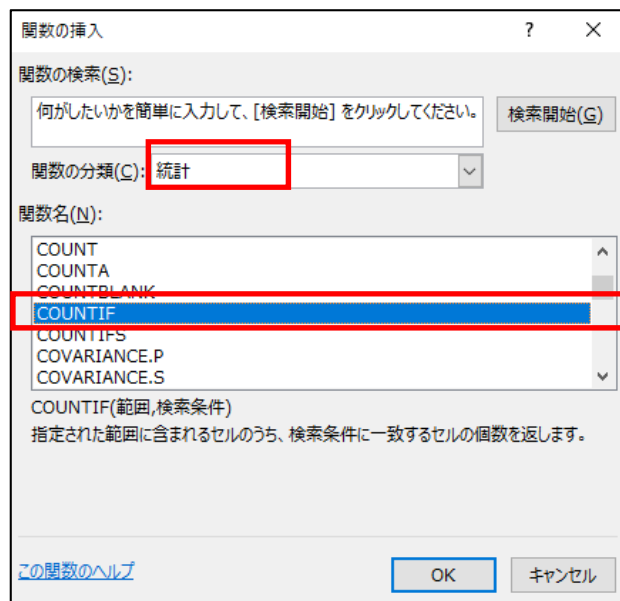 関数の挿入 ?
関数の検索(S):
何がしたいかを簡単に入力して、[検索開始] をクリックしてください。 検索開始(G)
関数の分類(C): 統計
関数名(N):
COUNT
COUNTA
COUNTBLANK
COUNTIF
COUNTIFS
COVARIANCE.P
COVARIANCE.S
COUNTIF(範囲,検索条件)
指定された範囲に含まれるセルのうち、検索条件に一致するセルの個数を返します。
この関数のヘルプ OK キャンセル